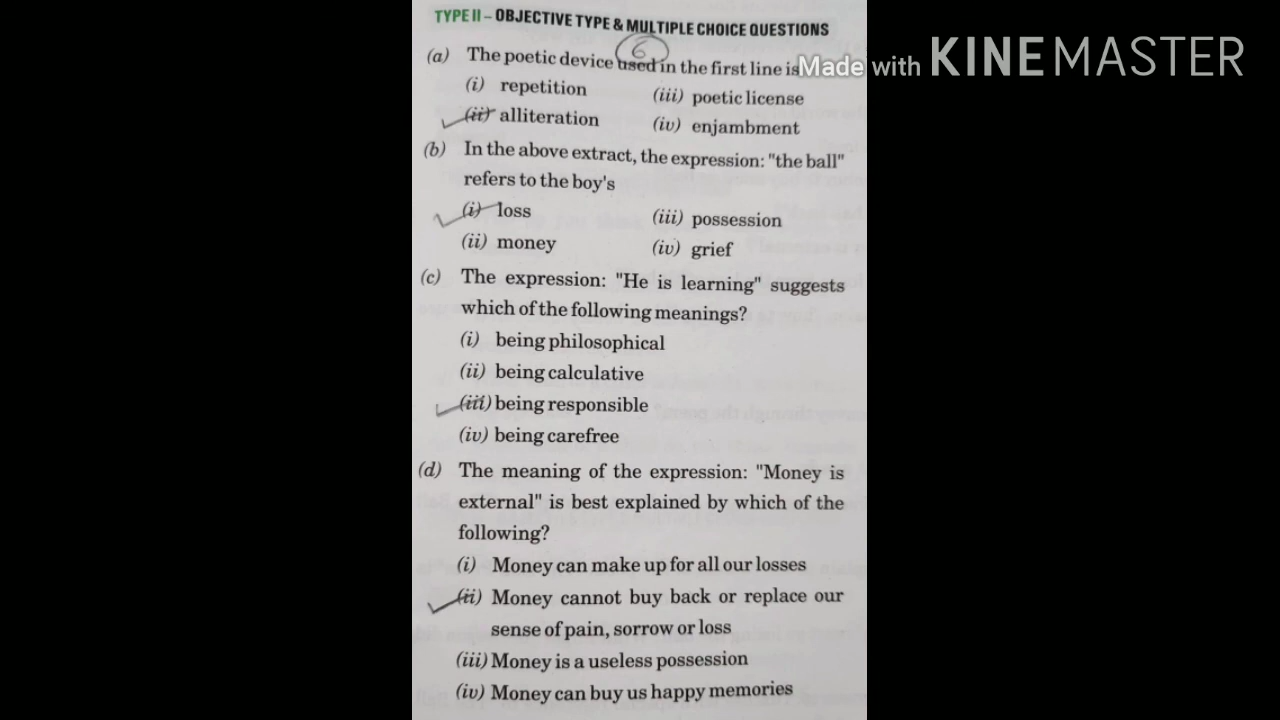 TYPE II – OBJECTIVE TYPE & MULTIPLE CHOICE QUESTIONS
6
(a) The poetic device used in the first line is
Made with KINEMASTER
(i) repetition (iii) poetic license
(ii) alliteration (iv) enjambment
(b) In the above extract, the expression: "the ball"
refers to the boy's
(i) loss (iii) possession
(ii) money (iv) grief
(c) The expression: "He is learning" suggests
which of the following meanings?
(i) being philosophical
(ii) being calculative
(iii) being responsible
(iv) being carefree
(d) The meaning of the expression: "Money is
external" is best explained by which of the
following?
(i) Money can make up for all our losses
(ii) Money cannot buy back or replace our
sense of pain, sorrow or loss
(iii) Money is a useless possession
(iv) Money can buy us happy memories